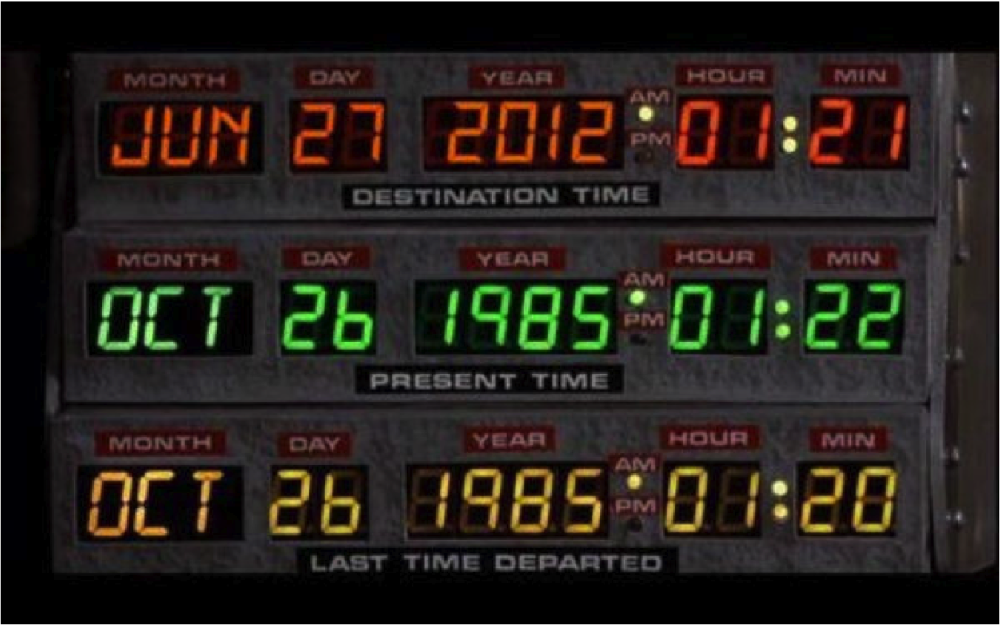 MONTH DAY YEAR HOUR MIN
AM
JUN 27 2012 01:21
PM
DESTINATION TIME
MONTH DAY YEAR HOUR MIN
AM
OCT 26 1985 01:22
PM
PRESENT TIME
MONTH DAY YEAR HOUR MIN
AM
OCT 26 1985 01:20
PM
LAST TIME DEPARTED